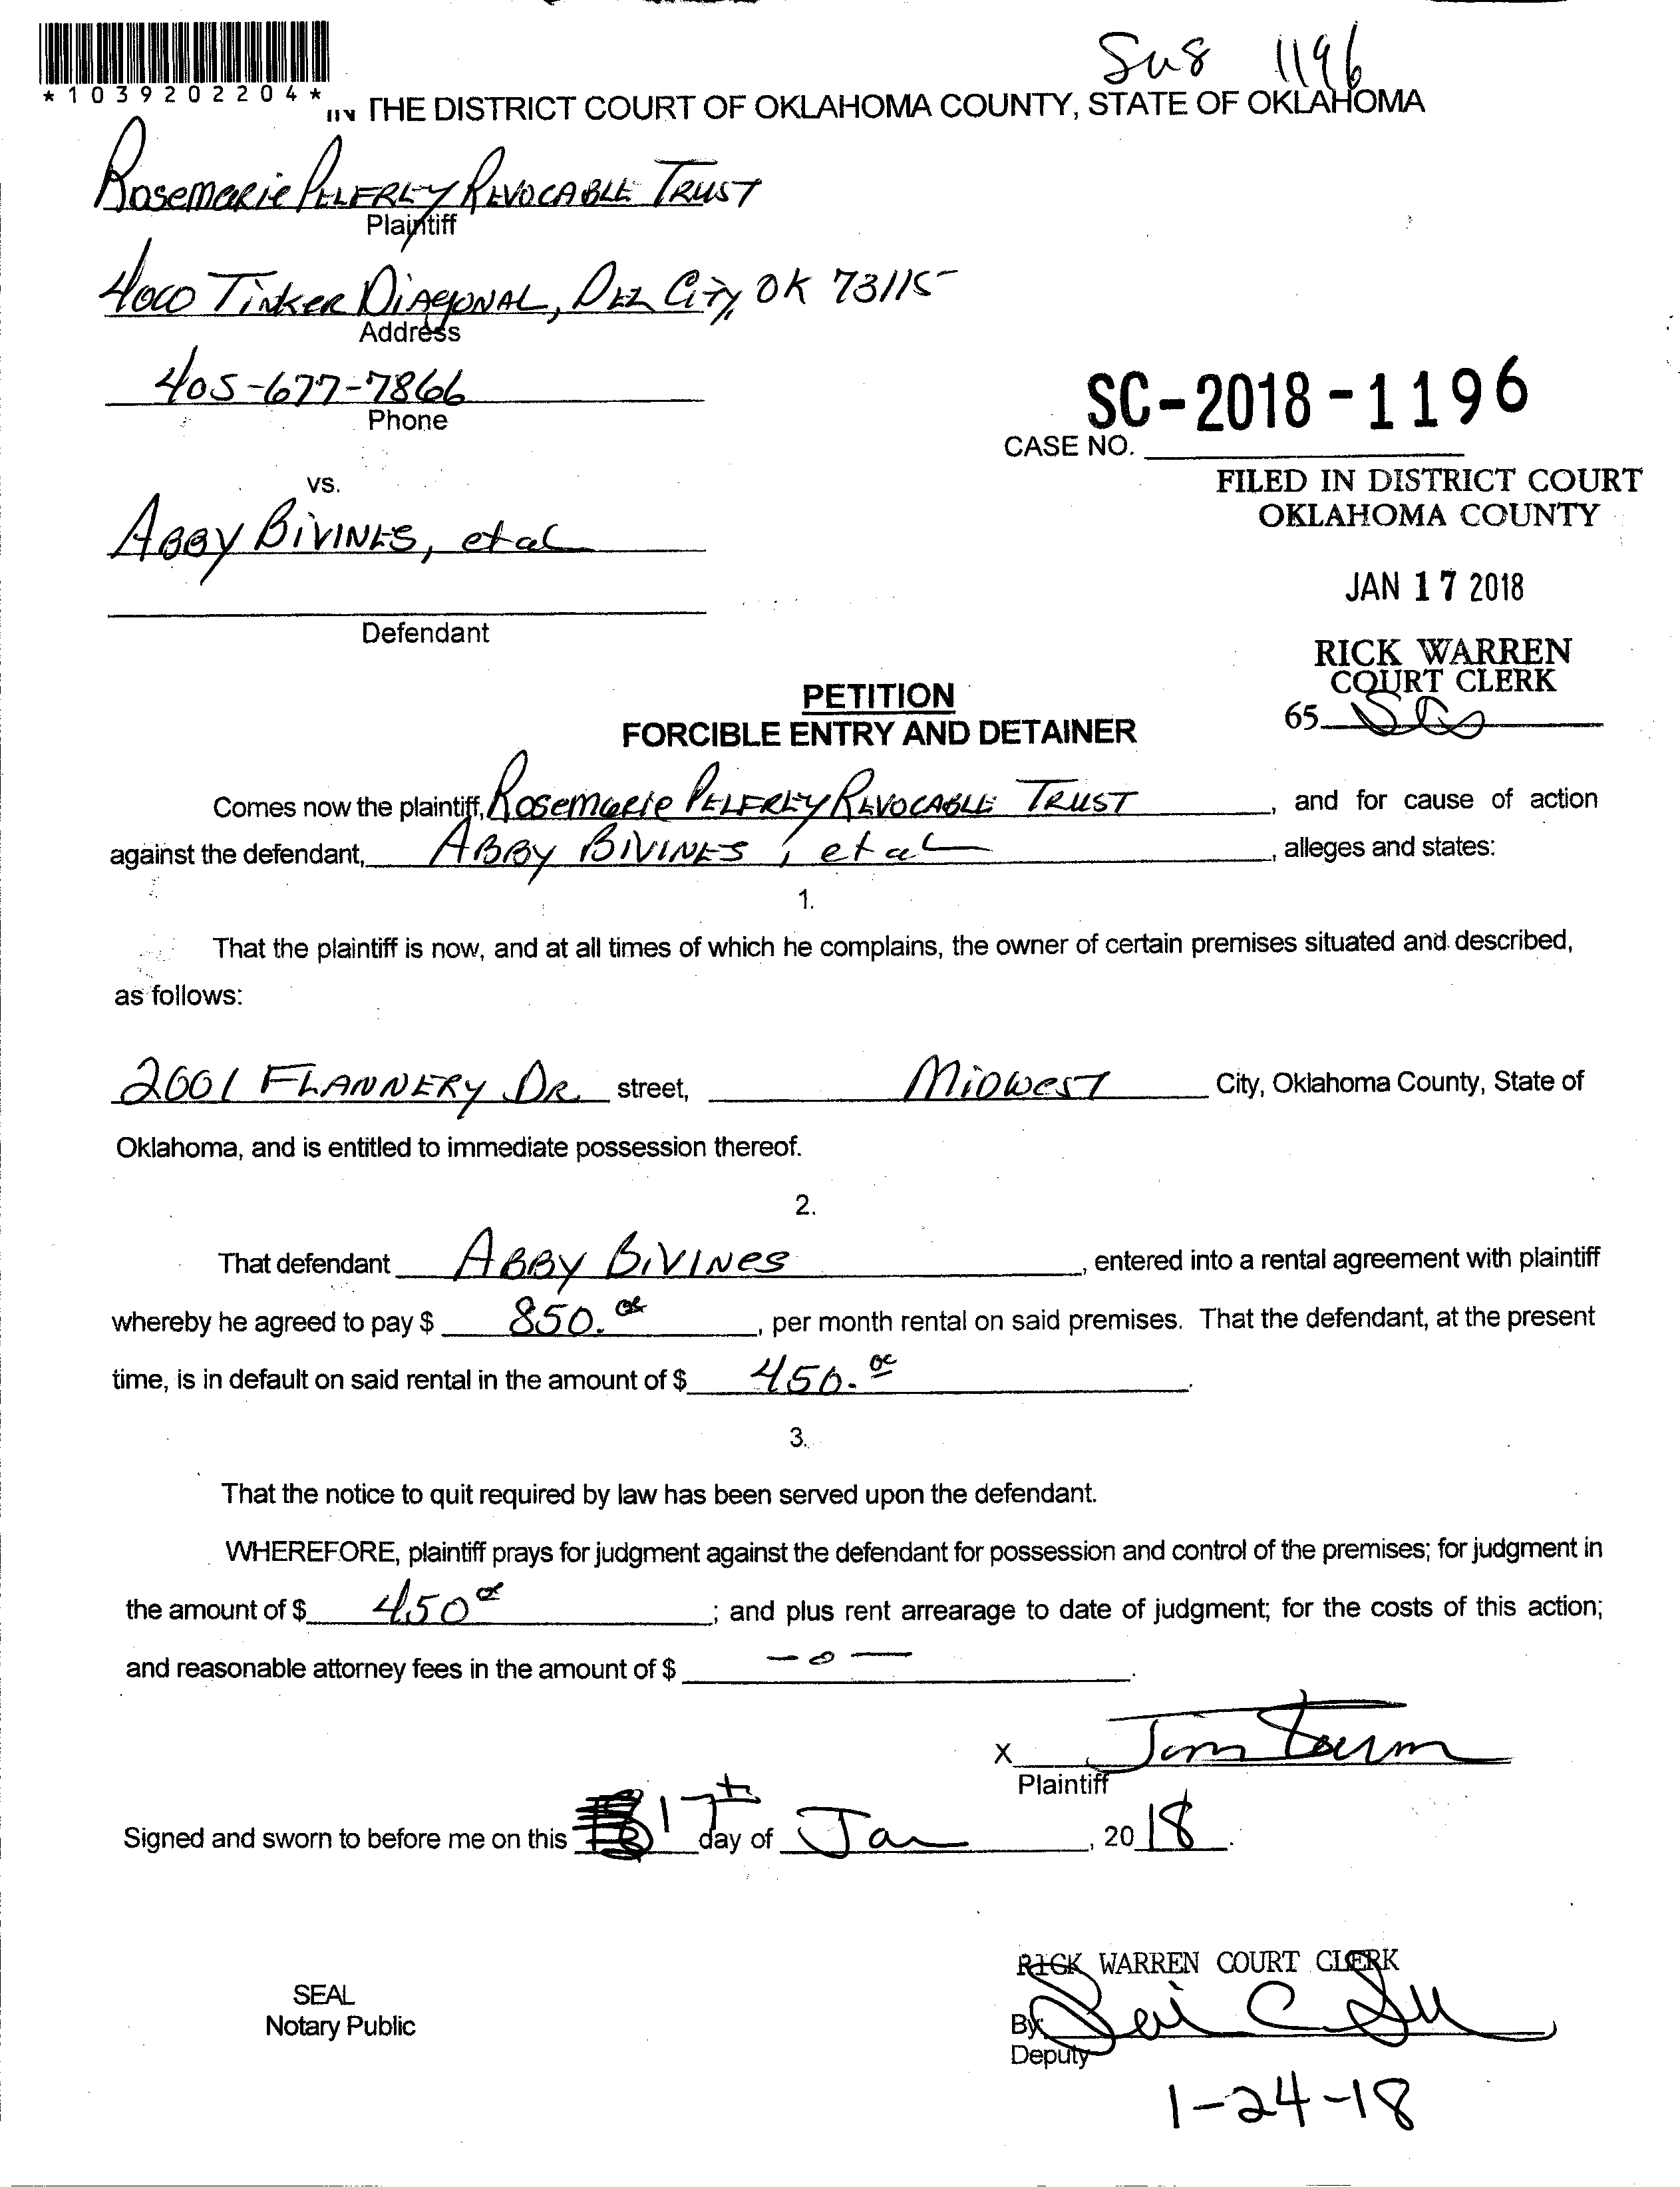 Su8 1196
*1039202204*
IN THE DISTRICT COURT OF OKLAHOMA COUNTY, STATE OF OKLAHOMA
Rosemarie Pelfrey Revocable Trust
Plaintiff
4000 Tinker Diagonal, Del City, OK 73115
Address
405-677-7866
Phone
SC-2018-1196
CASE NO.
vs.
FILED IN DISTRICT COURT
OKLAHOMA COUNTY
Abby Bivines, et al
JAN 17 2018
Defendant
RICK WARREN
COURT CLERK
65
PETITION
FORCIBLE ENTRY AND DETAINER
Comes now the plaintiff, Rosemarie Pelfrey Revocable Trust, and for cause of action
against the defendant, Abby Bivines, et al, alleges and states:
1.
That the plaintiff is now, and at all times of which he complains, the owner of certain premises situated and described,
as follows:
2001 Flannery Dr. street, Midwest City, Oklahoma County, State of
Oklahoma, and is entitled to immediate possession thereof.
2.
That defendant Abby Bivines, entered into a rental agreement with plaintiff
whereby he agreed to pay $ 850.00, per month rental on said premises. That the defendant, at the present
time, is in default on said rental in the amount of $ 450.00.
3.
That the notice to quit required by law has been served upon the defendant.
WHEREFORE, plaintiff prays for judgment against the defendant for possession and control of the premises; for judgment in
the amount of $ 450 00; and plus rent arrearage to date of judgment; for the costs of this action;
and reasonable attorney fees in the amount of $ -0-.
X
Plaintiff
Signed and sworn to before me on this 17th day of Jan, 2018.
RICK WARREN COURT CLERK
SEAL
Notary Public
By
Deputy
1-24-18